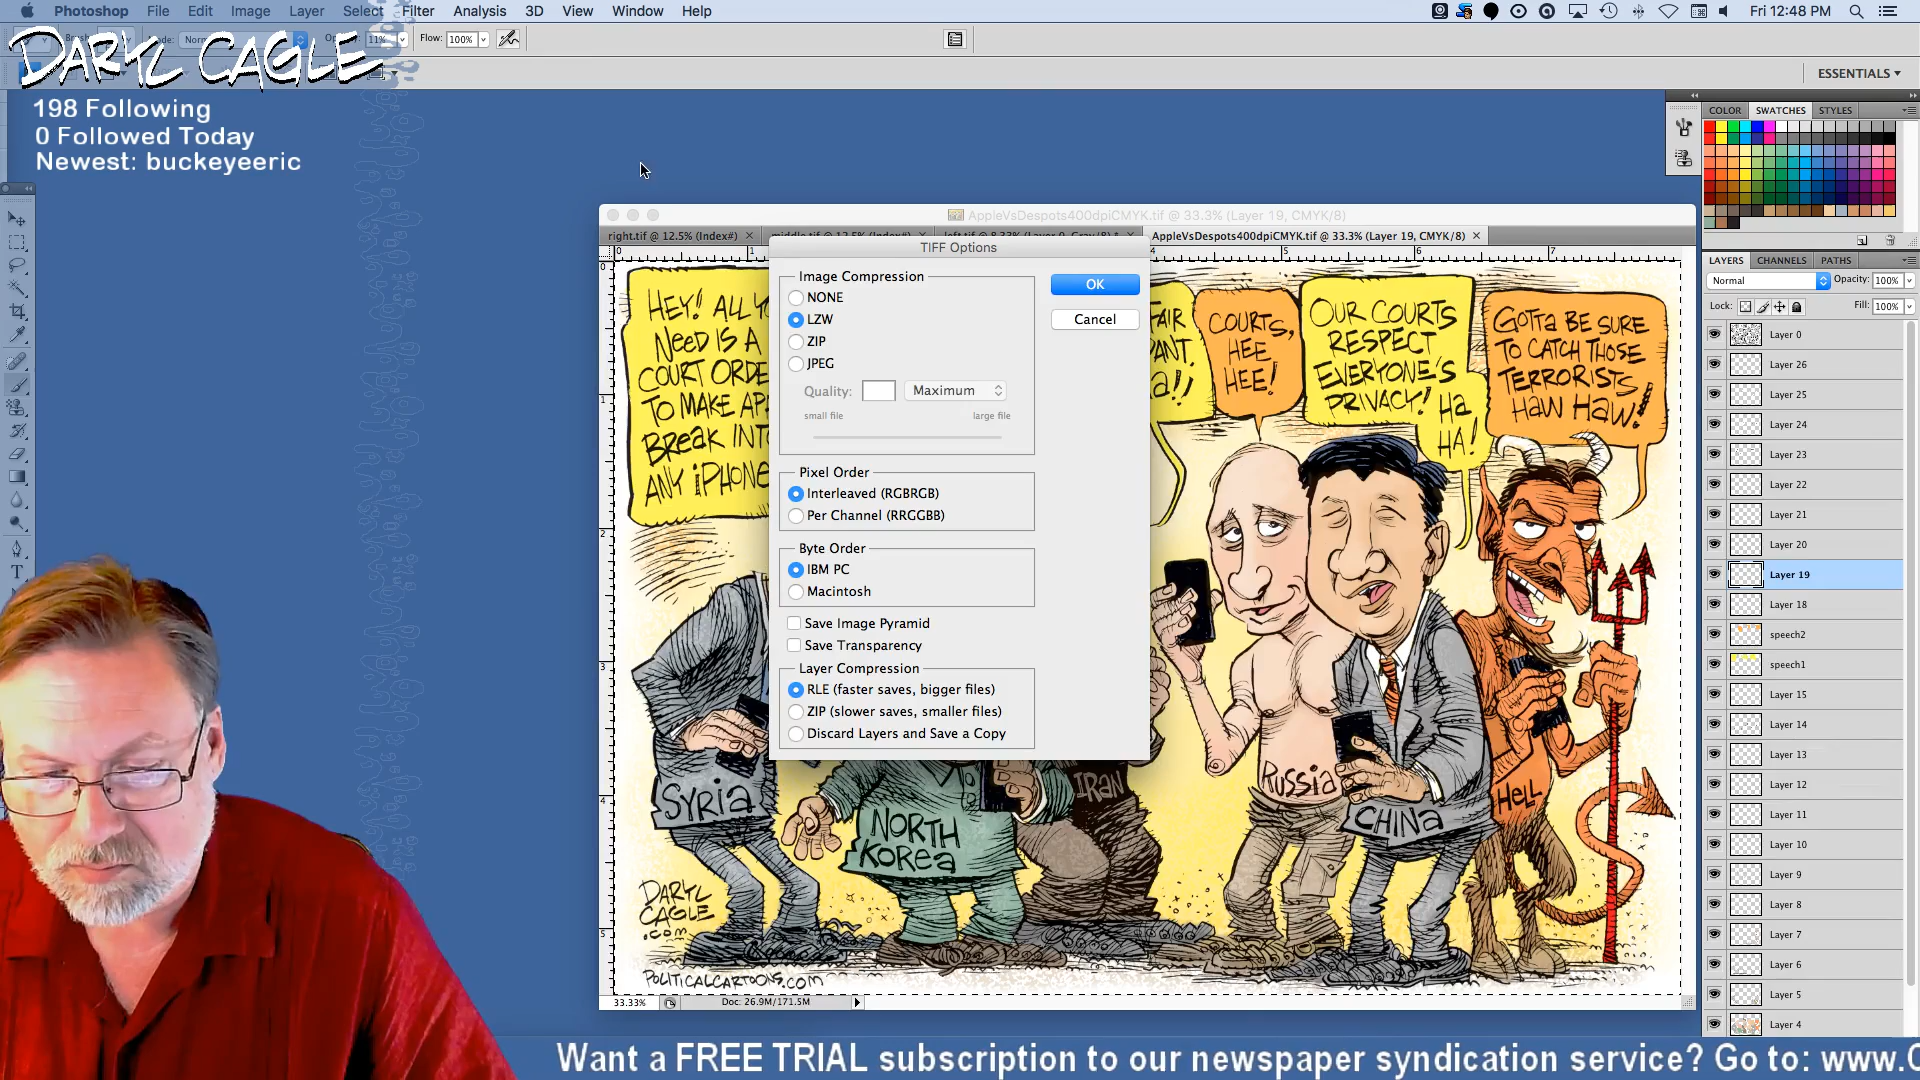 Photoshop File Edit Image Layer Select Filter Analysis 3D View Window Help
Fri 12:48 PM
Flow: 100%
11%
DARYL CAGLE
ESSENTIALS
198 Following
0 Followed Today
Newest: buckeyeeric
COLOR SWATCHES STYLES
AppleVsDespots400dpiCMYK.tif @ 33.3% (Layer 19, CMYK/8)
right.tif @ 12.5% (Index#)
AppleVsDespots400dpiCMYK.tif @ 33.3% (Layer 19, CMYK/8)
TIFF Options
Image Compression
NONE
LZW
ZIP
JPEG
Quality:
Maximum
small file
large file
Pixel Order
Interleaved (RGBRGB)
Per Channel (RRGGBB)
Byte Order
IBM PC
Macintosh
Save Image Pyramid
Save Transparency
Layer Compression
RLE (faster saves, bigger files)
ZIP (slower saves, smaller files)
Discard Layers and Save a Copy
OK
Cancel
HEY! ALL
NEED IS A
COURT
TO MAKE
BREAK
ANY iPHONE
COURTS,
HEE
HEE!
OUR COURTS
RESPECT
EVERYONE'S
PRIVACY! HA
HA!
GOTTA BE SURE
TO CATCH THOSE
TERRORISTS
HAW HAW!
SYRIA
NORTH
KOREA
IRAN
RUSSIA
CHINA
HELL
DARYL
CAGLE
.COM
POLITICALCARTOONS.COM
33.33%
Doc: 26.9M/171.5M
LAYERS CHANNELS PATHS
Normal
Opacity: 100%
Lock:
Fill: 100%
Layer 0
Layer 26
Layer 25
Layer 24
Layer 23
Layer 22
Layer 21
Layer 20
Layer 19
Layer 18
speech2
speech1
Layer 15
Layer 14
Layer 13
Layer 12
Layer 11
Layer 10
Layer 9
Layer 8
Layer 7
Layer 6
Layer 5
Layer 4
Want a FREE TRIAL subscription to our newspaper syndication service? Go to: www.